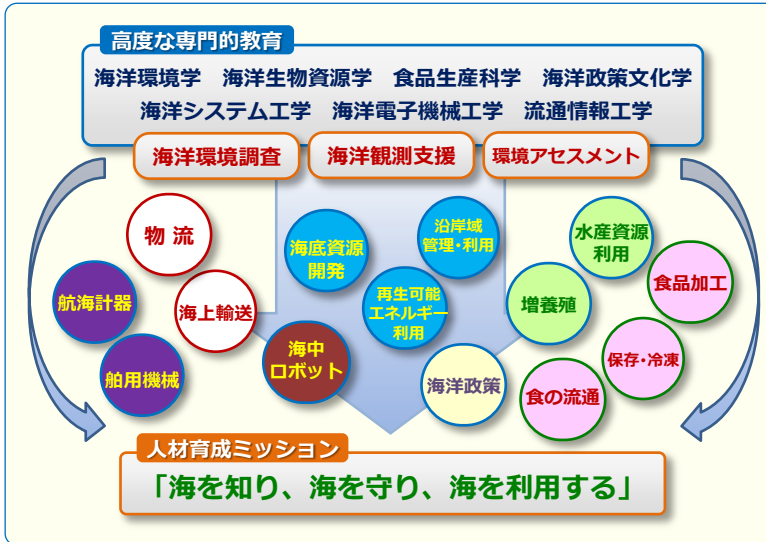 高度な専門的教育
海洋環境学　海洋生物資源学　食品生産科学　海洋政策文化学
海洋システム工学　海洋電子機械工学　流通情報工学
海洋環境調査
海洋観測支援
環境アセスメント
物 流
航海計器
海上輸送
舶用機械
海底資源
開発
沿岸域
管理・利用
再生可能
エネルギー
利用
海中
ロボット
海洋政策
水産資源
利用
増養殖
食品加工
保存・冷凍
食の流通
人材育成ミッション
「海を知り、海を守り、海を利用する」